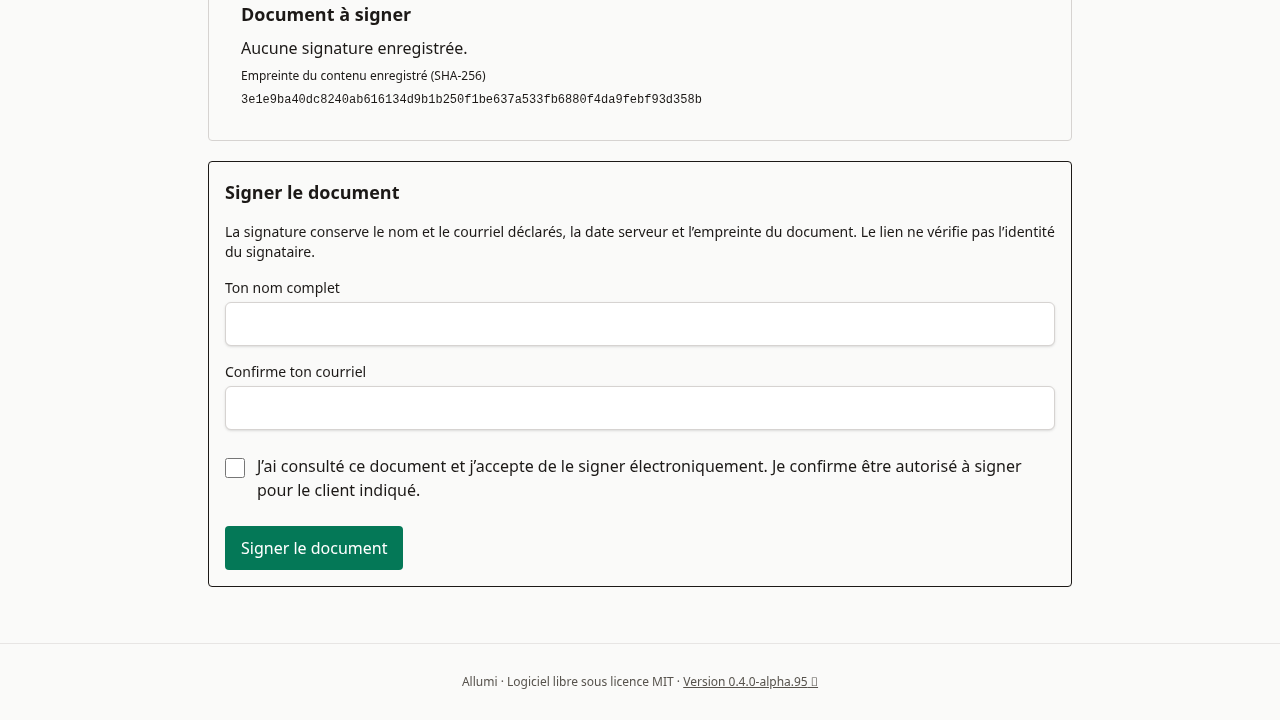 Document à signer
Aucune signature enregistrée.
Empreinte du contenu enregistré (SHA-256)
3e1e9ba40dc8240ab616134d9b1b250f1be637a533fb6880f4da9febf93d358b
Signer le document
La signature conserve le nom et le courriel déclarés, la date serveur et l’empreinte du document. Le lien ne vérifie pas l’identité
du signataire.
Ton nom complet
Confirme ton courriel
J’ai consulté ce document et j’accepte de le signer électroniquement. Je confirme être autorisé à signer
pour le client indiqué.
Signer le document
Allumi · Logiciel libre sous licence MIT · Version 0.4.0-alpha.95